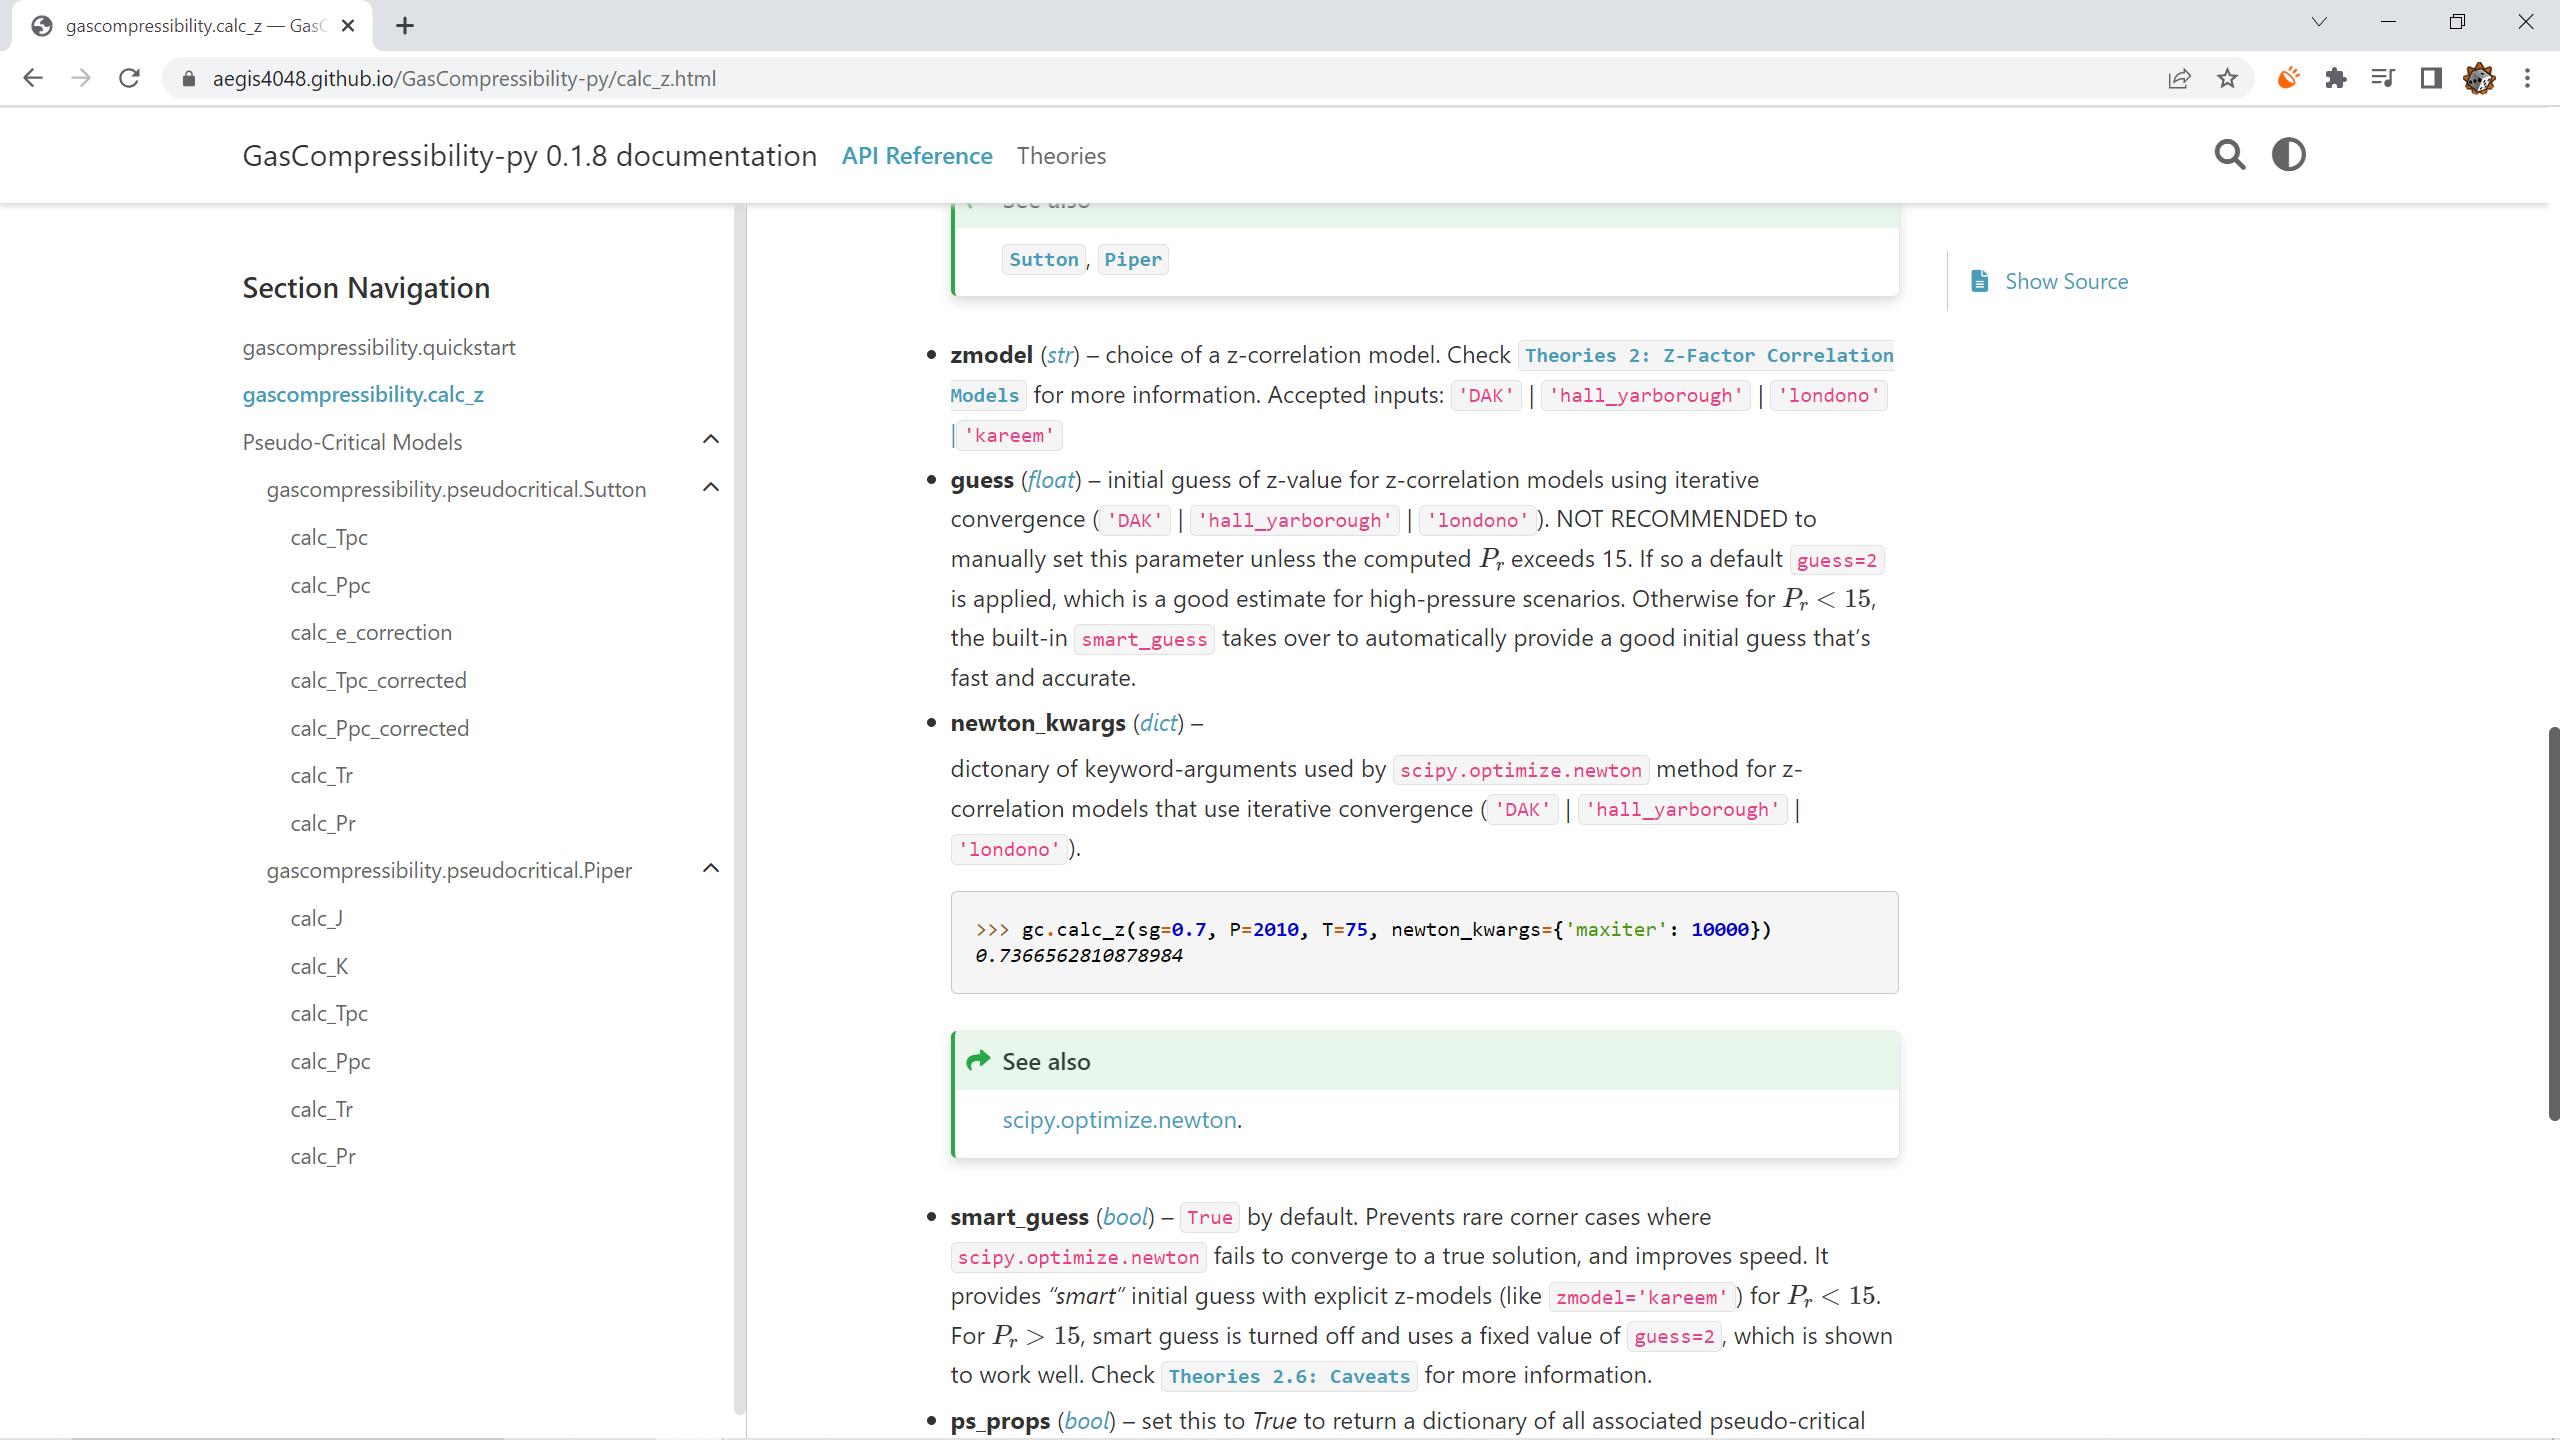 gascompressibility.calc_z — Gas
aegis4048.github.io/GasCompressibility-py/calc_z.html
GasCompressibility-py 0.1.8 documentation API Reference Theories
Section Navigation
gascompressibility.quickstart
gascompressibility.calc_z
Pseudo-Critical Models
gascompressibility.pseudocritical.Sutton
calc_Tpc
calc_Ppc
calc_e_correction
calc_Tpc_corrected
calc_Ppc_corrected
calc_Tr
calc_Pr
gascompressibility.pseudocritical.Piper
calc_J
calc_K
calc_Tpc
calc_Ppc
calc_Tr
calc_Pr
See also
Sutton, Piper
zmodel (str) – choice of a z-correlation model. Check Theories 2: Z-Factor Correlation
Models for more information. Accepted inputs: 'DAK' | 'hall_yarborough' | 'londono'
| 'kareem'
guess (float) – initial guess of z-value for z-correlation models using iterative
convergence ('DAK' | 'hall_yarborough' | 'londono'). NOT RECOMMENDED to
manually set this parameter unless the computed Pr exceeds 15. If so a default guess=2
is applied, which is a good estimate for high-pressure scenarios. Otherwise for Pr < 15,
the built-in smart_guess takes over to automatically provide a good initial guess that’s
fast and accurate.
newton_kwargs (dict) –
dictonary of keyword-arguments used by scipy.optimize.newton method for z-
correlation models that use iterative convergence ('DAK' | 'hall_yarborough' |
'londono').
>>> gc.calc_z(sg=0.7, P=2010, T=75, newton_kwargs={'maxiter': 10000})
0.7366562810878984
See also
scipy.optimize.newton.
smart_guess (bool) – True by default. Prevents rare corner cases where
scipy.optimize.newton fails to converge to a true solution, and improves speed. It
provides “smart” initial guess with explicit z-models (like zmodel='kareem') for Pr < 15.
For Pr > 15, smart guess is turned off and uses a fixed value of guess=2, which is shown
to work well. Check Theories 2.6: Caveats for more information.
ps_props (bool) – set this to True to return a dictionary of all associated pseudo-critical
Show Source